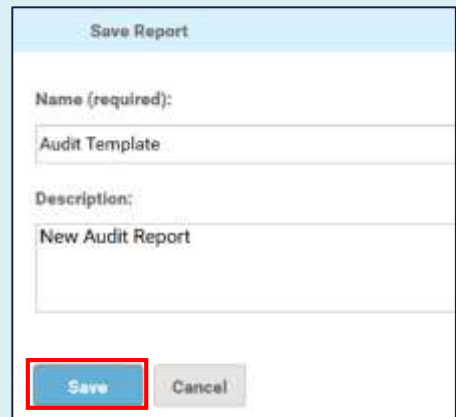 Save Report
Name (required):
Audit Template
Description:
New Audit Report
Save Cancel